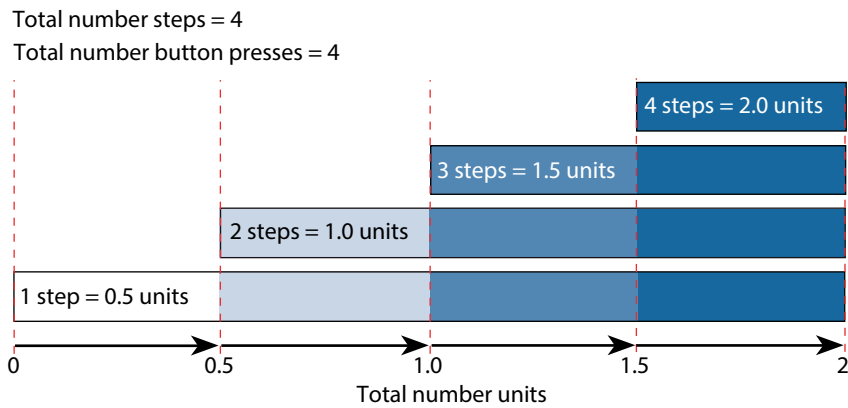 Total number steps = 4
Total number button presses = 4
4 steps = 2.0 units
3 steps = 1.5 units
2 steps = 1.0 units
1 step = 0.5 units
0 0.5 1.0 1.5 2
Total number units